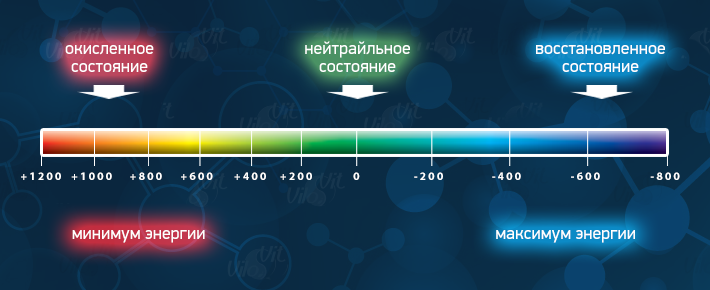 окисленное
состояние
нейтрайльное
состояние
восстановленное
состояние
+1200 +1000 +800 +600 +400 +200 0 -200 -400 -600 -800
минимум энергии
максимум энергии